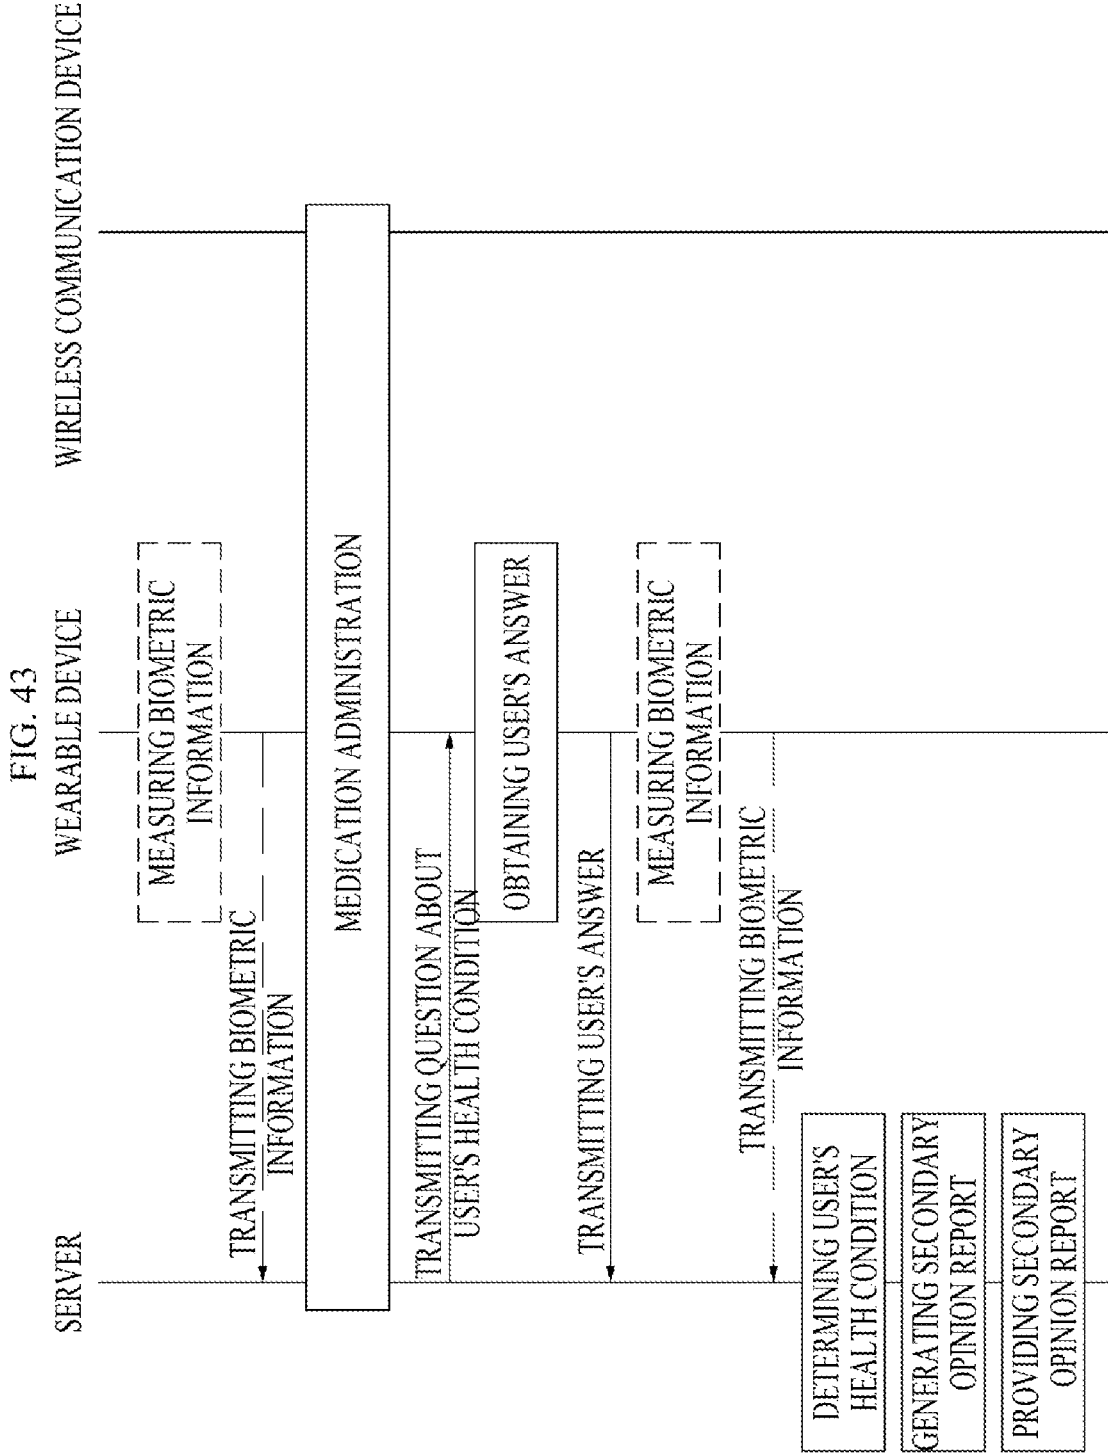 FIG. 43
SERVER
WEARABLE DEVICE
WIRELESS COMMUNICATION DEVICE
MEASURING BIOMETRIC
INFORMATION
TRANSMITTING BIOMETRIC
INFORMATION
MEDICATION ADMINISTRATION
TRANSMITTING QUESTION ABOUT
USER'S HEALTH CONDITION
OBTAINING USER'S ANSWER
TRANSMITTING USER'S ANSWER
MEASURING BIOMETRIC
INFORMATION
TRANSMITTING BIOMETRIC
INFORMATION
DETERMINING USER'S
HEALTH CONDITION
GENERATING SECONDARY
OPINION REPORT
PROVIDING SECONDARY
OPINION REPORT